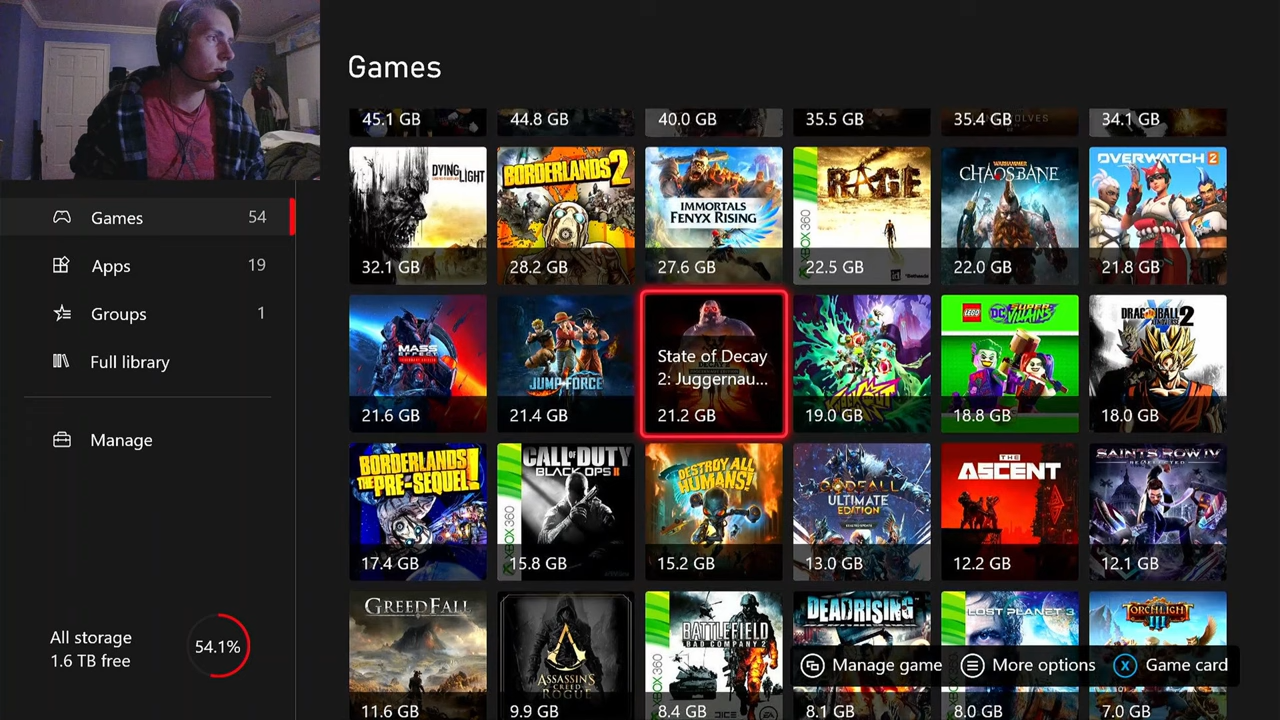 Games
45.1 GB
44.8 GB
40.0 GB
35.5 GB
35.4 GB
34.1 GB
DYING LIGHT
32.1 GB
BORDERLANDS 2
28.2 GB
IMMORTALS
FENYX RISING
27.6 GB
XBOX 360
RAGE
22.5 GB
WARHAMMER
CHAOSBANE
22.0 GB
OVERWATCH 2
21.8 GB
Games 54
Apps 19
Groups 1
Full library
Manage
All storage
1.6 TB free
54.1%
MASS
EFFECT
21.6 GB
JUMP FORCE
21.4 GB
State of Decay
2: Juggernau...
21.2 GB
19.0 GB
LEGO DC SUPER
VILLAINS
18.8 GB
DRAGON BALL
XENOVERSE 2
18.0 GB
BORDERLANDS
THE PRE-SEQUEL!
17.4 GB
XBOX 360
CALL OF DUTY
BLACK OPS II
15.8 GB
DESTROY ALL
HUMANS!
15.2 GB
GODFALL
ULTIMATE
EDITION
13.0 GB
THE
ASCENT
12.2 GB
SAINTS ROW IV
RE-ELECTED
12.1 GB
GREEDFALL
11.6 GB
ASSASSIN'S
CREED
ROGUE
9.9 GB
360
BATTLEFIELD
BAD COMPANY 2
DICE EA
8.4 GB
DEADRISING
8.1 GB
LOST PLANET 3
8.0 GB
TORCHLIGHT
III
7.0 GB
Manage game
More options
X Game card